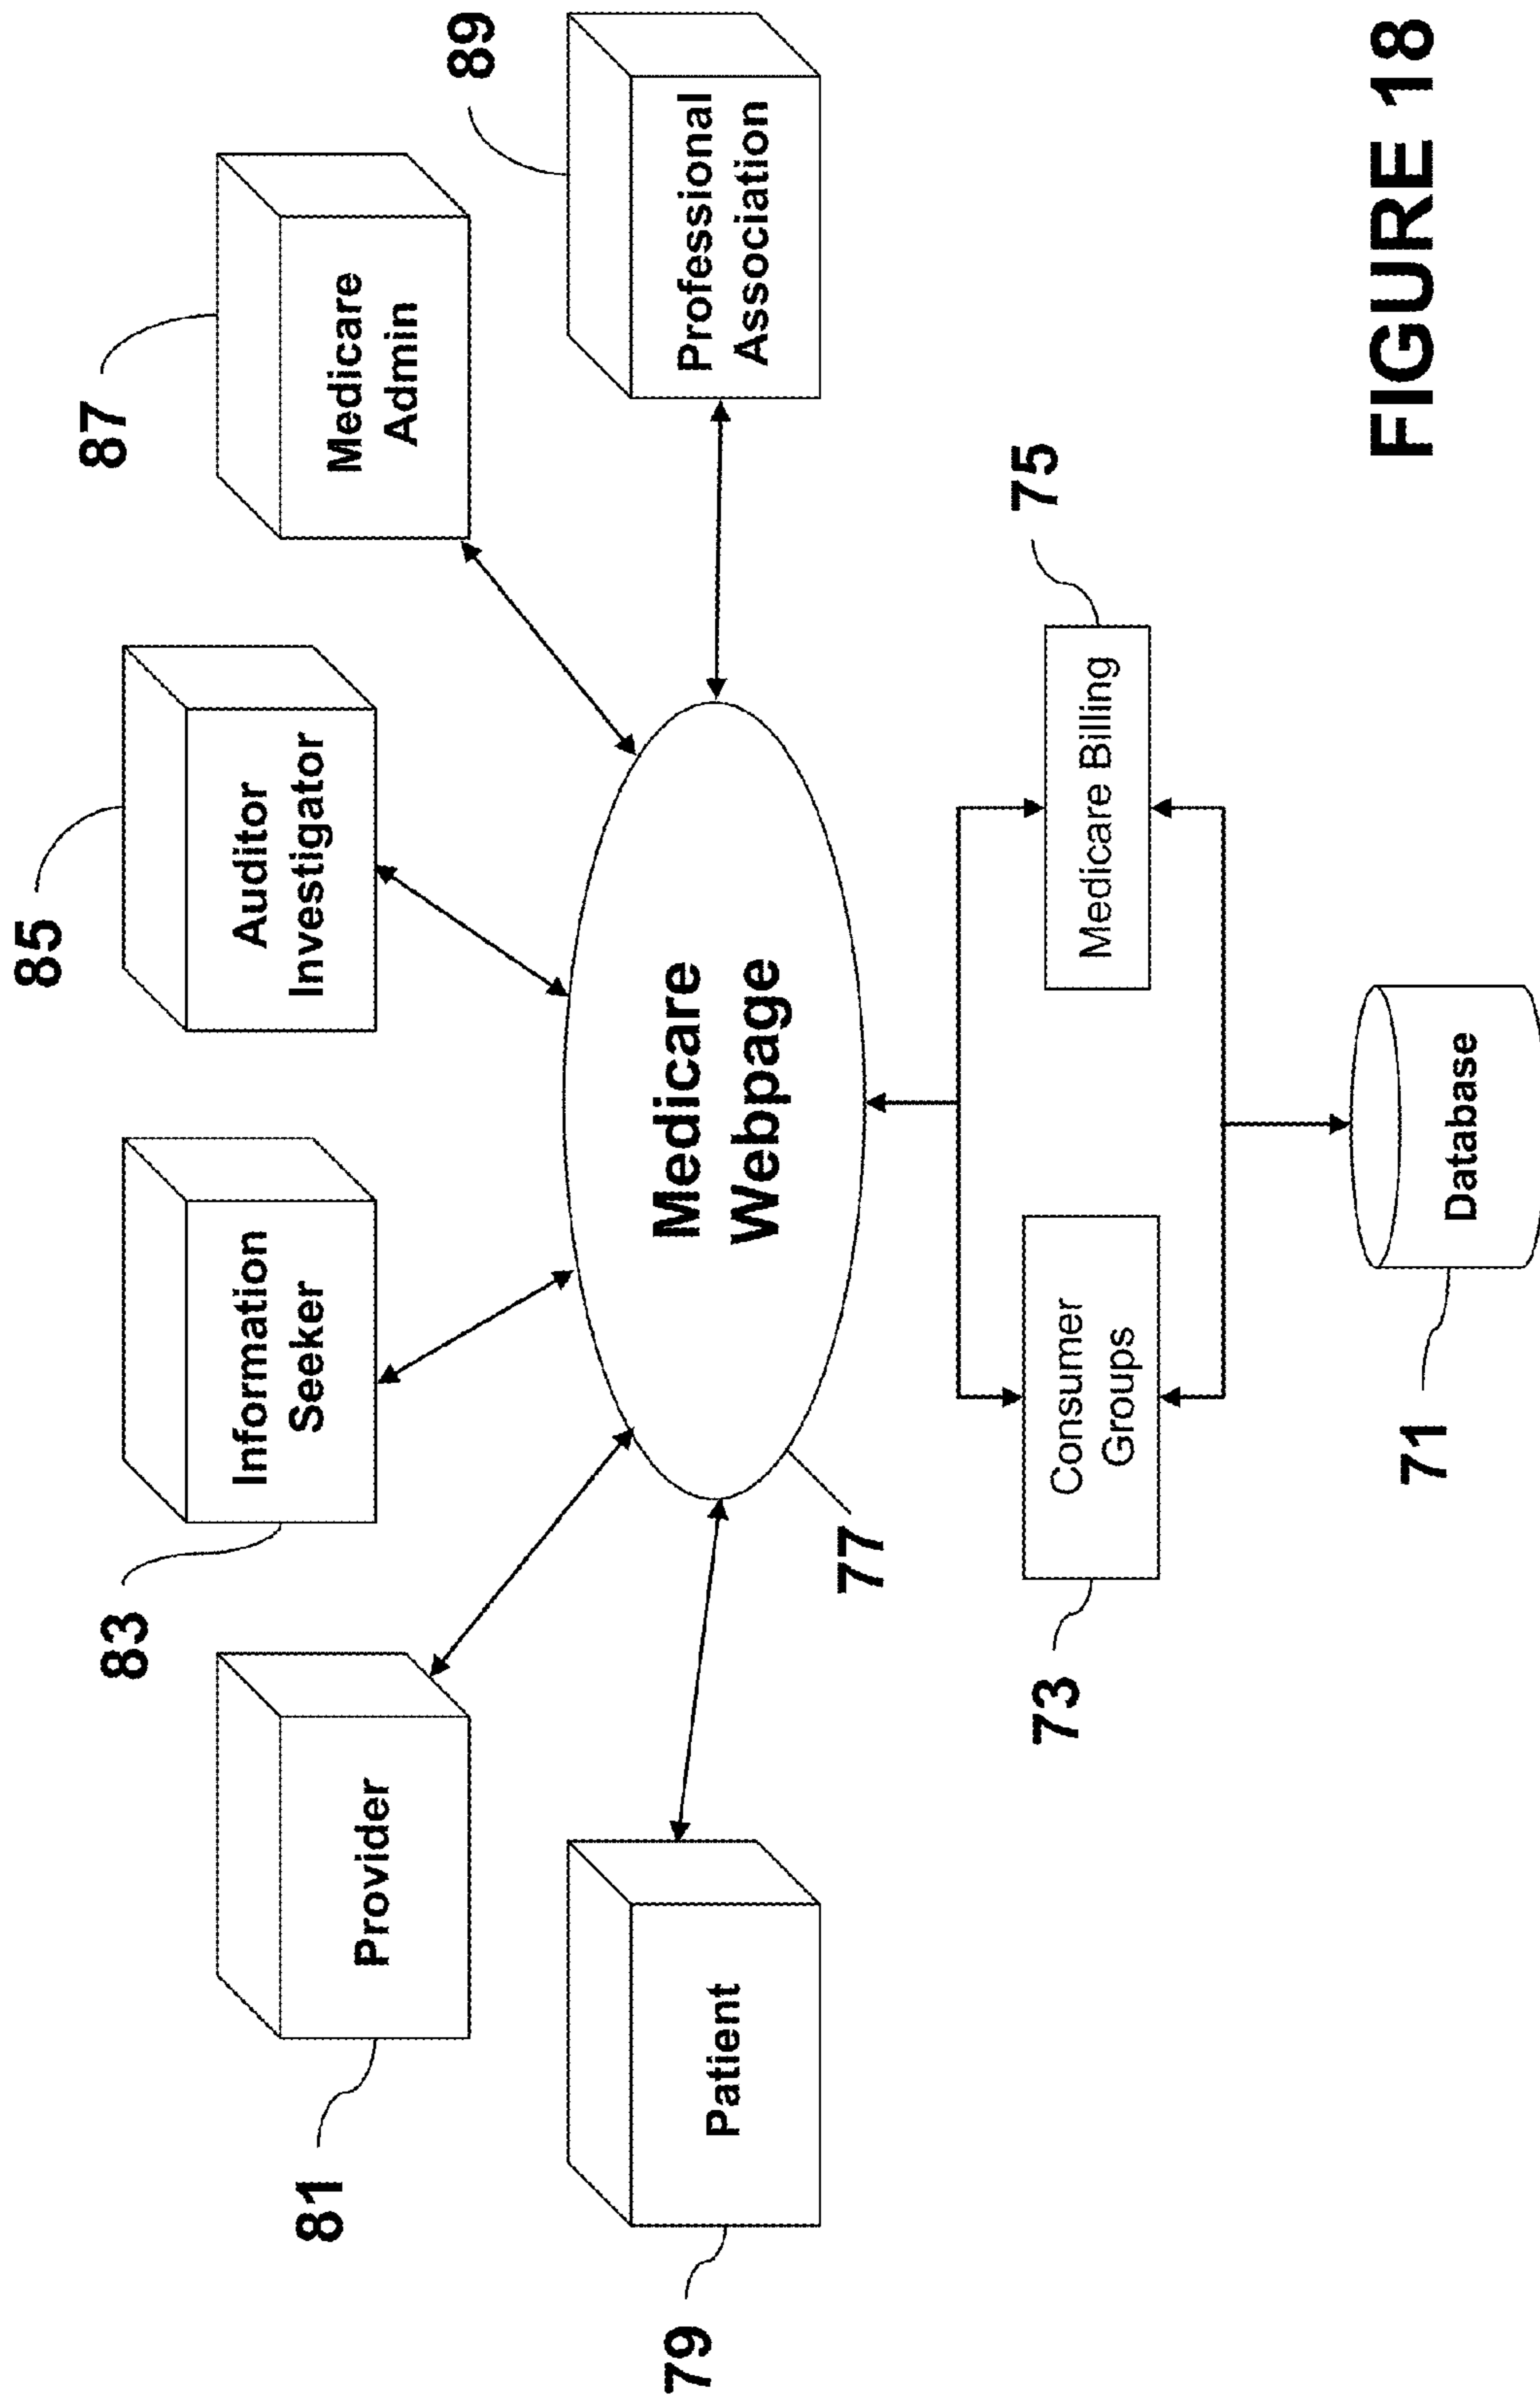 85
87
83
89
81
Auditor
Investigator
Information
Seeker
Medicare
Admin
Provider
Professional
Association
Patient
79
Medicare
Webpage
77
75
73
Consumer
Groups
Medicare Billing
71
Database
FIGURE 18